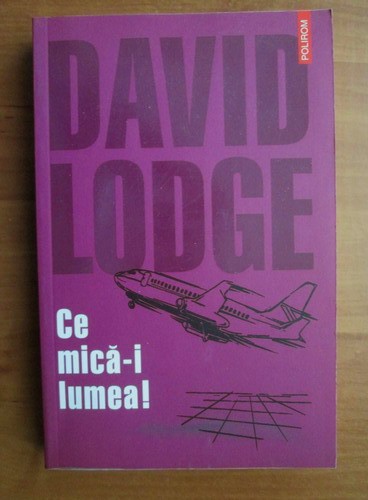 POLIROM
DAVID
LODGE
Ce
mică-i
lumea!